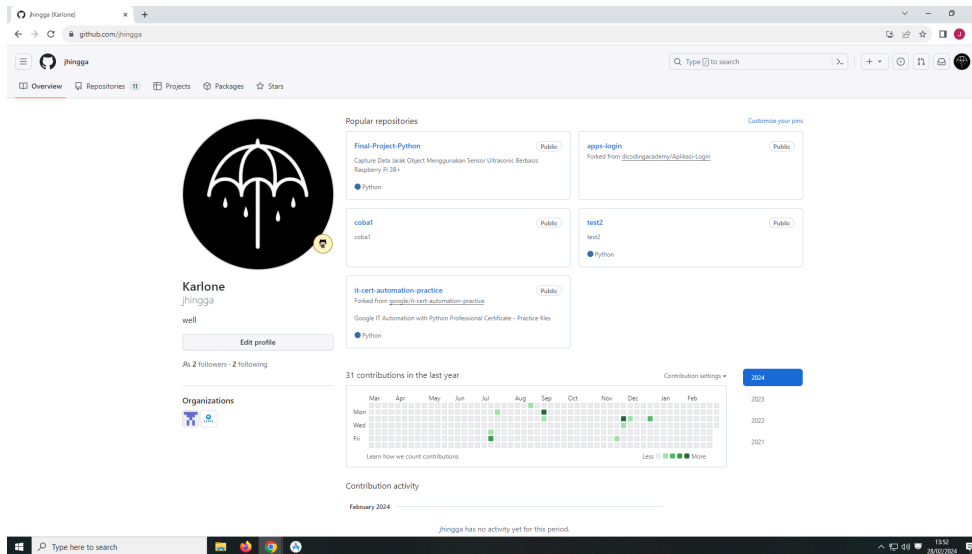 jhingga (Karlone)
github.com/jhingga
J
jhingga
Type / to search
Overview Repositories 11 Projects Packages Stars
Popular repositories Customize your pins
Final-Project-Python Public
Capture Data Jarak Object Menggunakan Sensor Ultrasonic Berbasis
Raspberry Pi 3B+
Python
apps-login Public
Forked from dicodingacademy/Aplikasi-Login
coba1 Public
coba1
test2 Public
test2
Python
it-cert-automation-practice Public
Forked from google/it-cert-automation-practice
Google IT Automation with Python Professional Certificate - Practice files
Python
Karlone
jhingga
well
Edit profile
2 followers · 2 following
Organizations
31 contributions in the last year Contribution settings
2024
2023
2022
2021
Mar Apr May Jun Jul Aug Sep Oct Nov Dec Jan Feb
Mon
Wed
Fri
Learn how we count contributions Less More
Contribution activity
February 2024
jhingga has no activity yet for this period.
Type here to search
13:52
28/02/2024